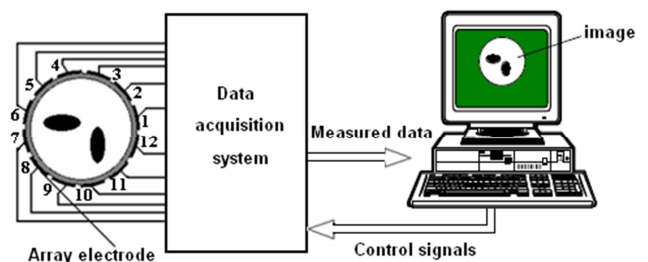 image
4
3
5
2
6
1
7
12
8
11
9
10
Data
acquisition
system
Measured data
Control signals
Array electrode